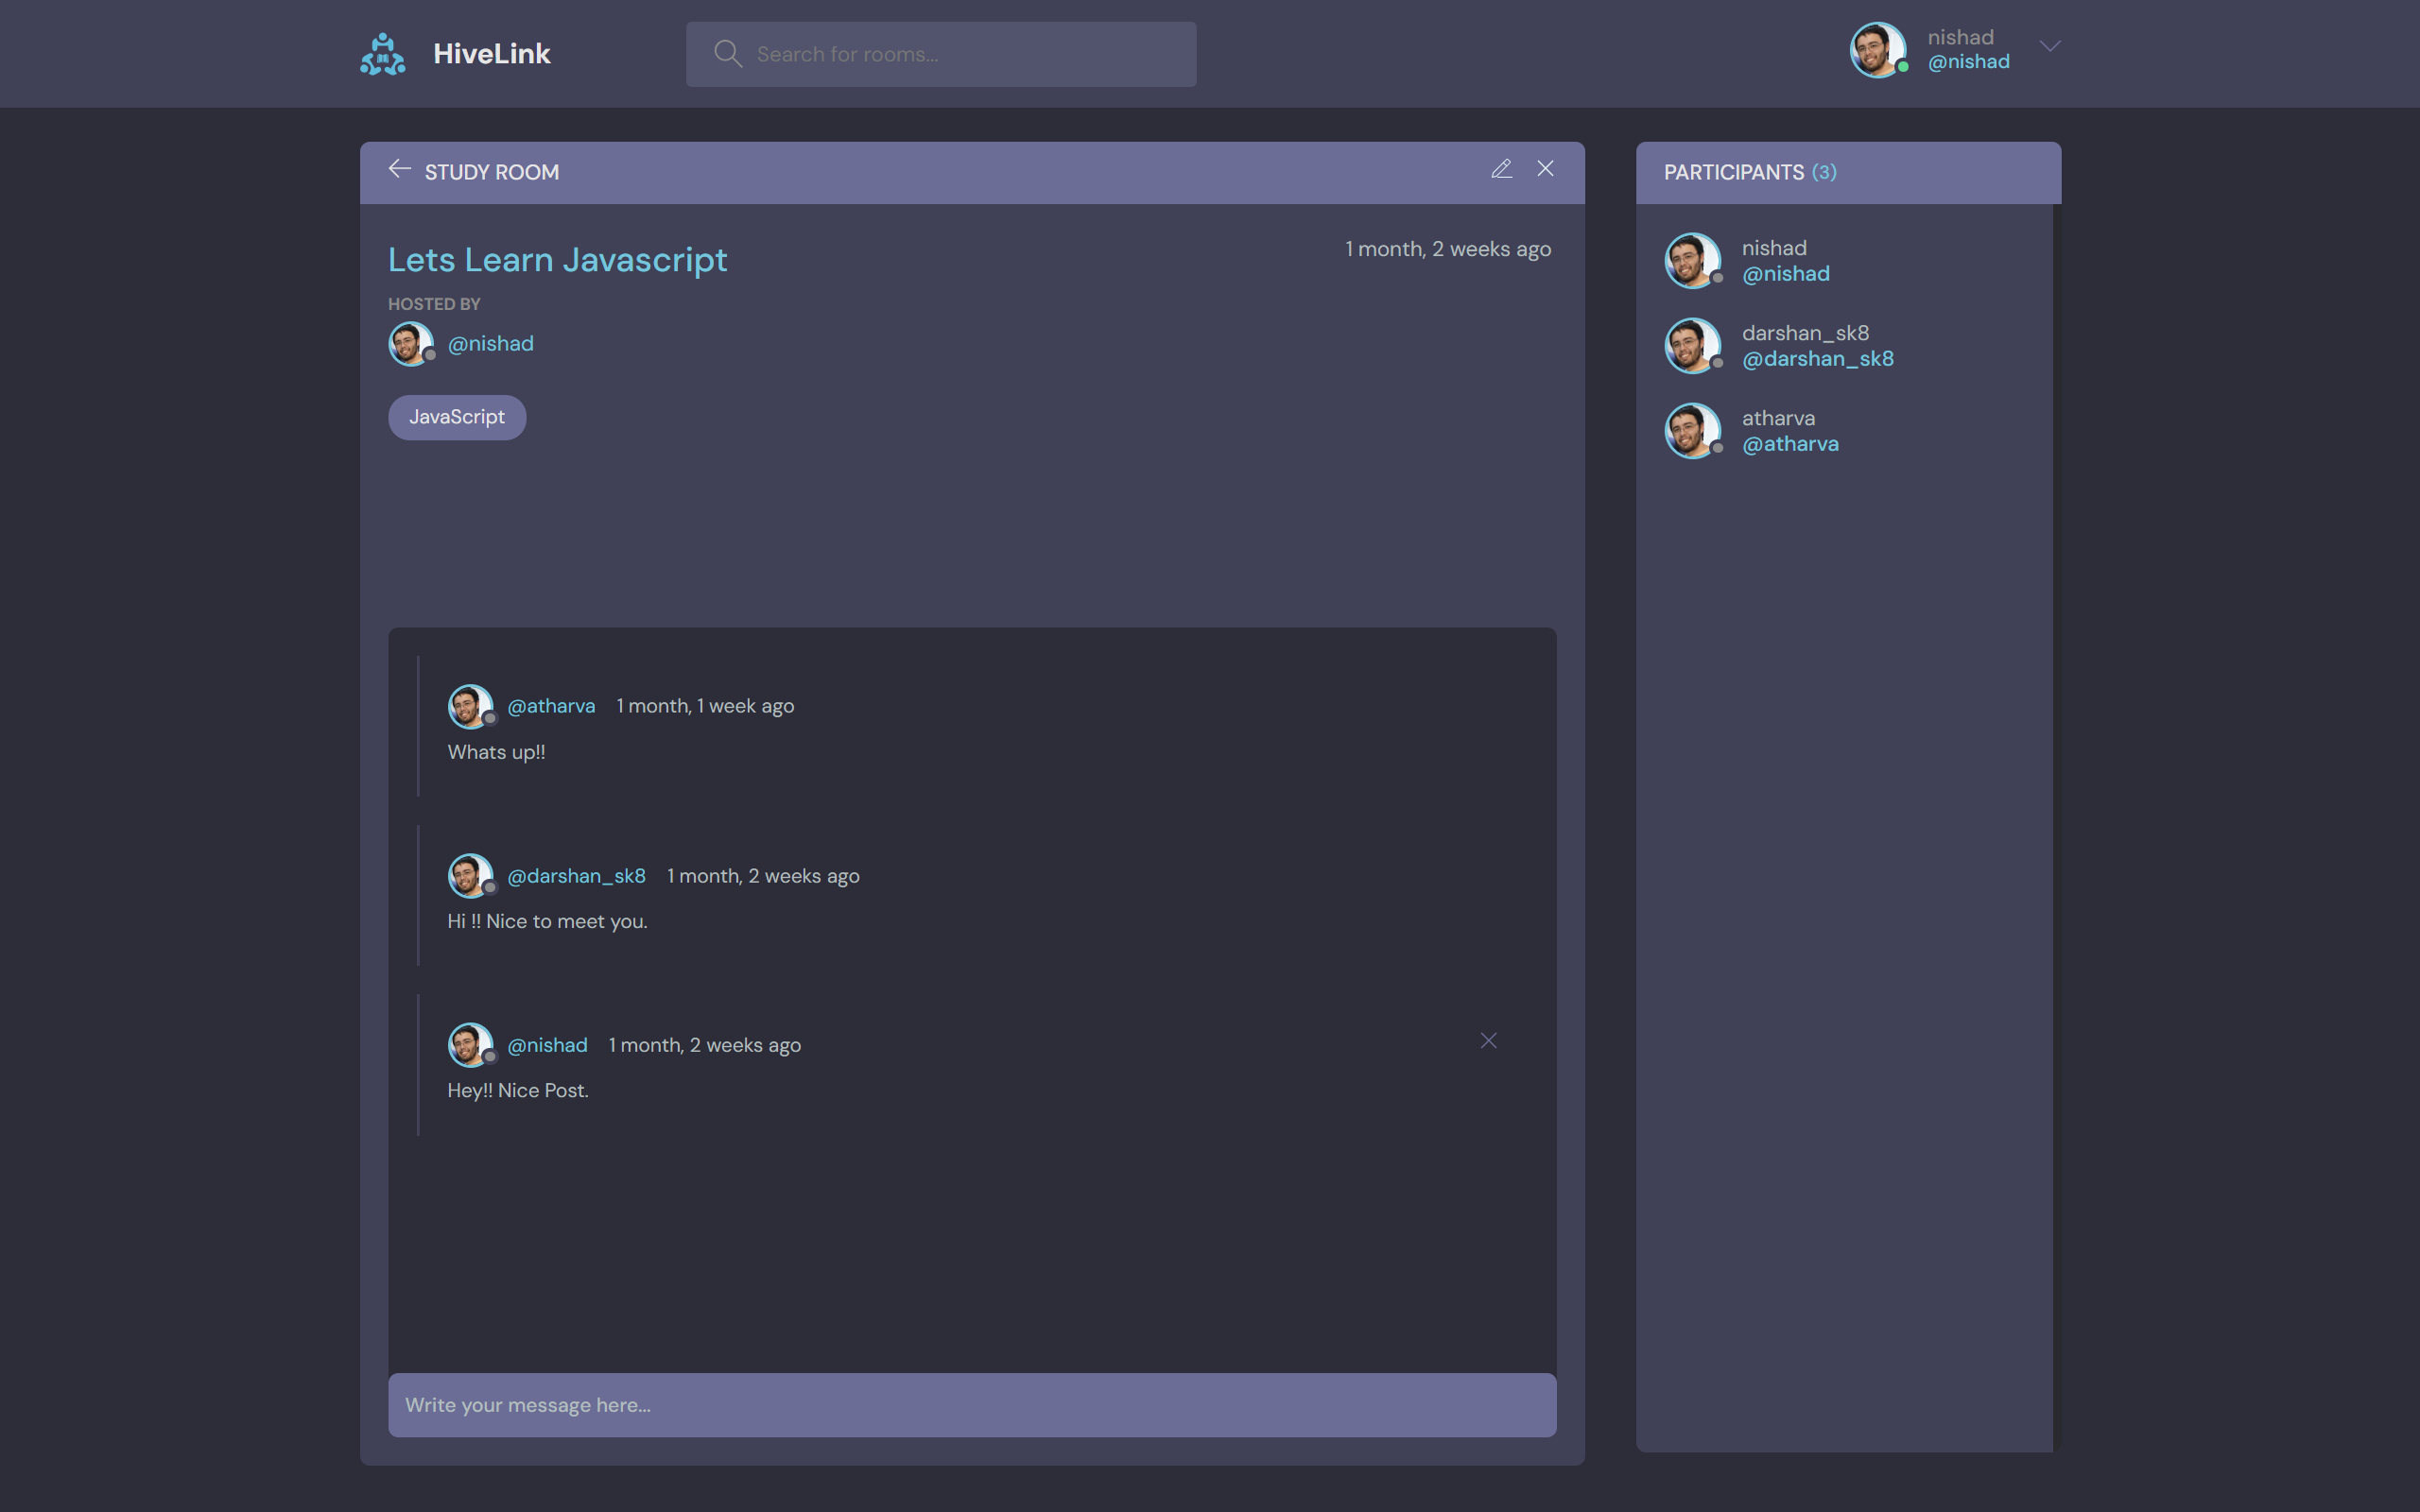 HiveLink
Search for rooms...
nishad
@nishad
STUDY ROOM
Lets Learn Javascript
1 month, 2 weeks ago
HOSTED BY
@nishad
JavaScript
@atharva 1 month, 1 week ago
Whats up!!
@darshan_sk8 1 month, 2 weeks ago
Hi !! Nice to meet you.
@nishad 1 month, 2 weeks ago
Hey!! Nice Post.
Write your message here...
PARTICIPANTS (3)
nishad
@nishad
darshan_sk8
@darshan_sk8
atharva
@atharva